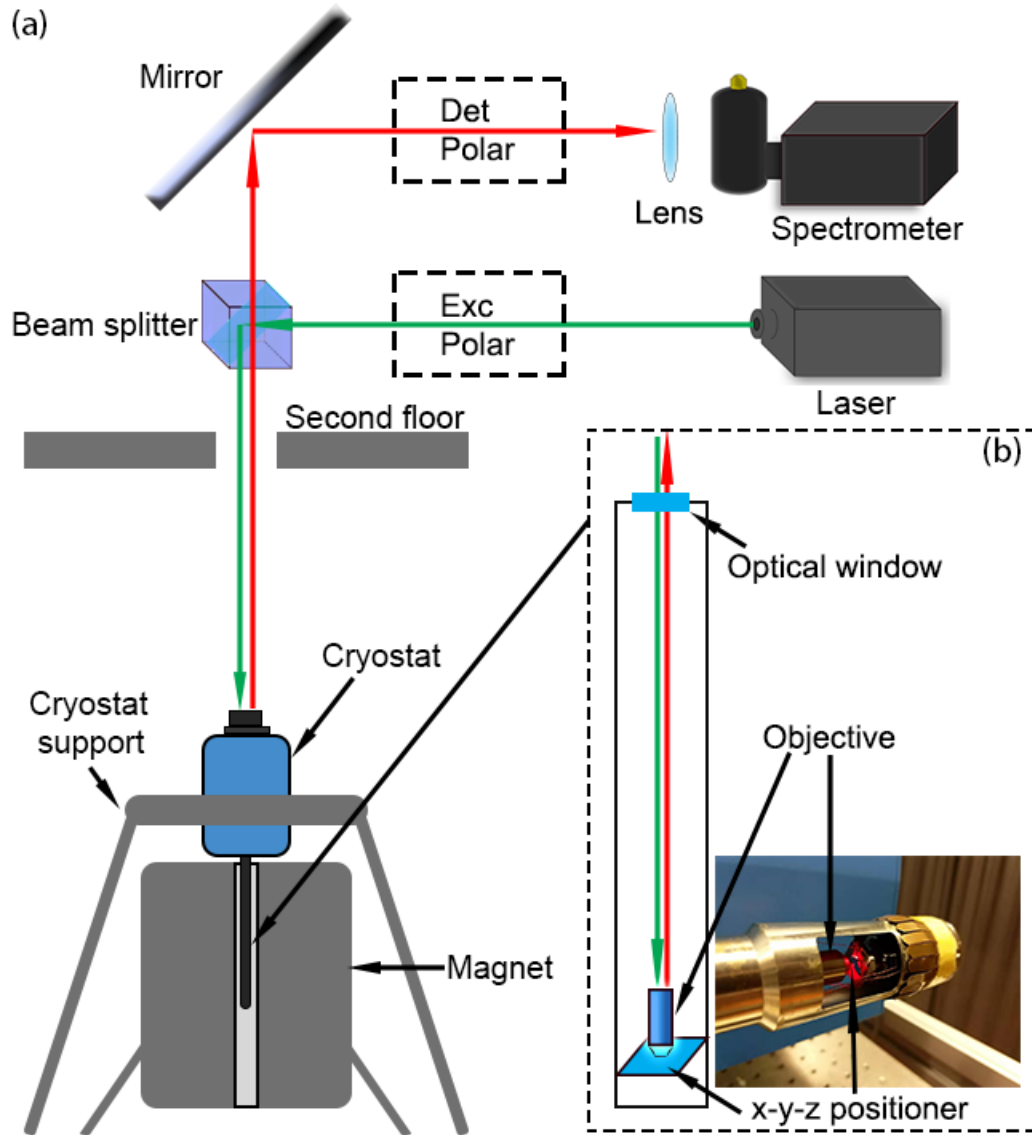 (a)
Mirror
Det
Polar
Lens
Spectrometer
Beam splitter
Exc
Polar
Laser
Second floor
(b)
Optical window
Cryostat
Cryostat
support
Objective
Magnet
x-y-z positioner